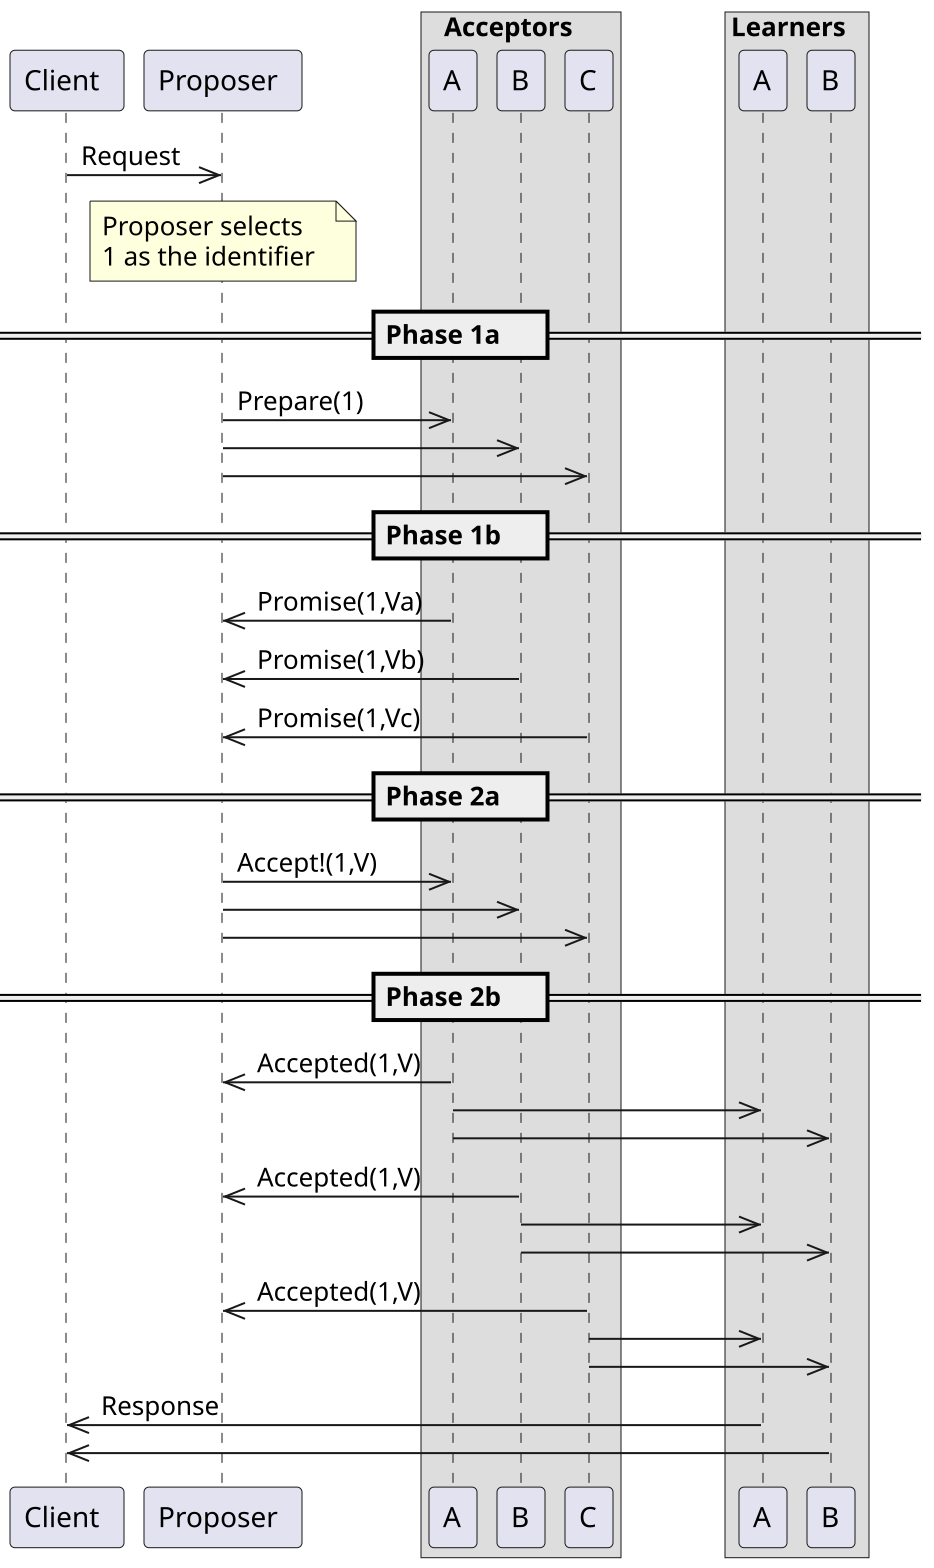 Acceptors Learners
Client Proposer A B C A B
Request
Proposer selects
1 as the identifier
Phase 1a
Prepare(1)
Phase 1b
Promise(1,Va)
Promise(1,Vb)
Promise(1,Vc)
Phase 2a
Accept!(1,V)
Phase 2b
Accepted(1,V)
Accepted(1,V)
Accepted(1,V)
Response
Client Proposer A B C A B